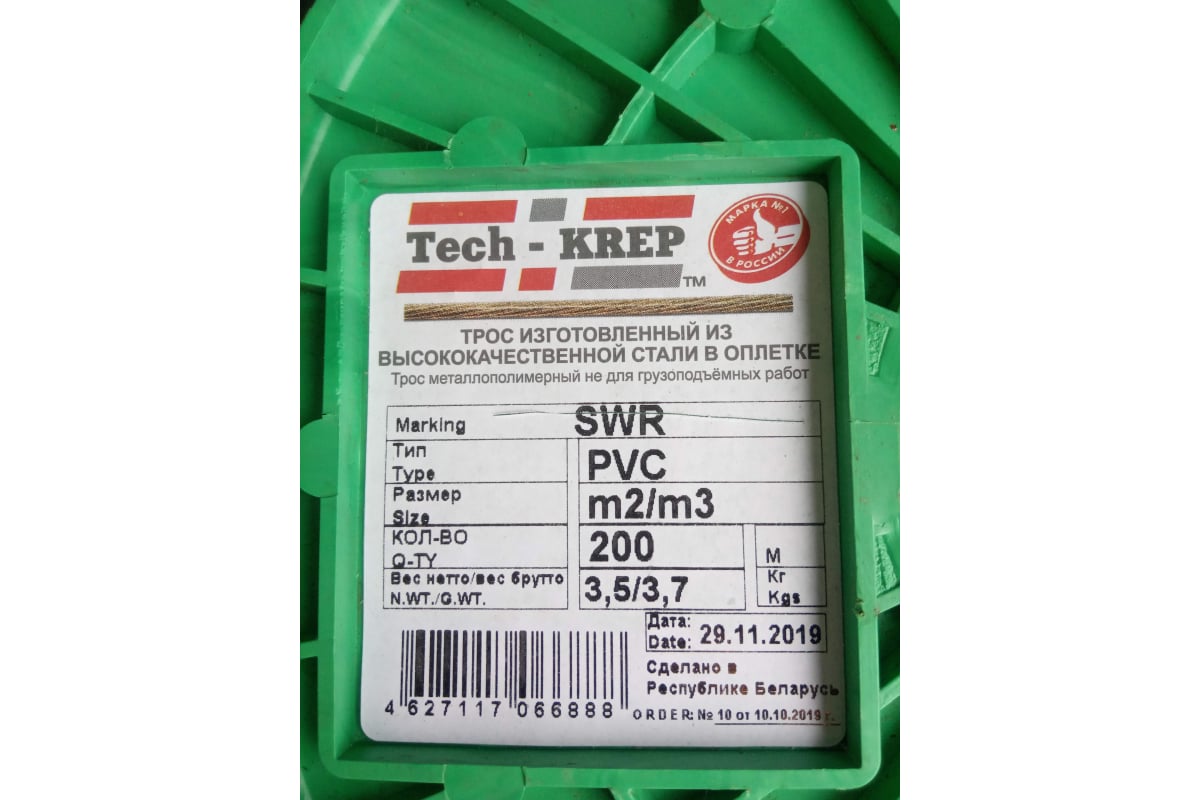 Tech - KREP
TM
МАРКА №1
В РОССИИ
ТРОС ИЗГОТОВЛЕННЫЙ ИЗ
ВЫСОКОКАЧЕСТВЕННОЙ СТАЛИ В ОПЛЕТКЕ
Трос металлополимерный не для грузоподъёмных работ
Marking SWR
Тип
Type PVC
Размер
Size m2/m3
КОЛ-ВО
Q-TY 200 М
Вес нетто/вес брутто
N.WT./G.WT. 3,5/3,7 Кг
Kgs
Дата:
Date: 29.11.2019
Сделано в
Республике Беларусь
4 627117 066888
ORDER: № 10 от 10.10.2019 г.